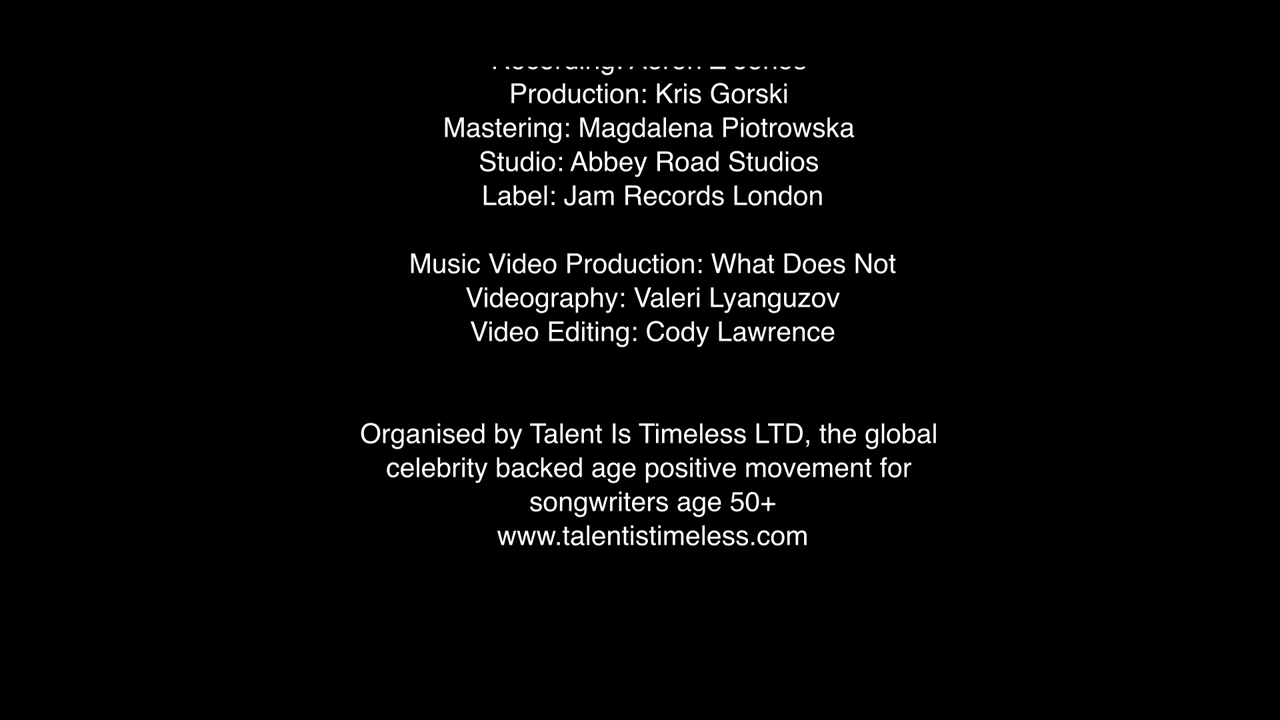 Production: Kris Gorski
Mastering: Magdalena Piotrowska
Studio: Abbey Road Studios
Label: Jam Records London
Music Video Production: What Does Not
Videography: Valeri Lyanguzov
Video Editing: Cody Lawrence
Organised by Talent Is Timeless LTD, the global
celebrity backed age positive movement for
songwriters age 50+
www.talentistimeless.com